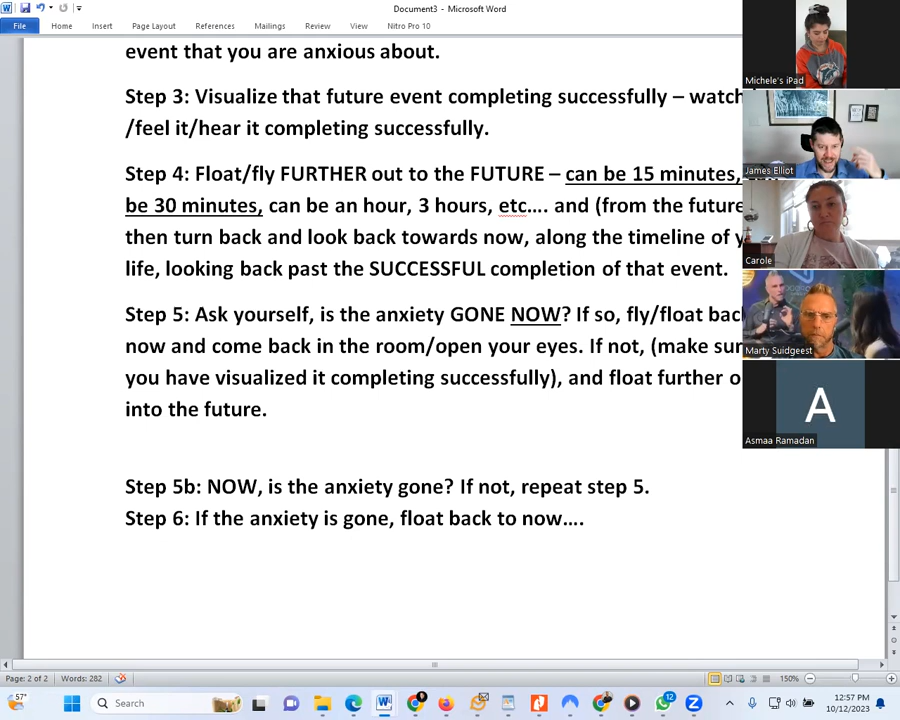 Document3 - Microsoft Word
File Home Insert Page Layout References Mailings Review View Nitro Pro 10
event that you are anxious about.
Step 3: Visualize that future event completing successfully – watch
/feel it/hear it completing successfully.
Step 4: Float/fly FURTHER out to the FUTURE – can be 15 minutes,
be 30 minutes, can be an hour, 3 hours, etc.... and (from the future
then turn back and look back towards now, along the timeline of
life, looking back past the SUCCESSFUL completion of that event.
Step 5: Ask yourself, is the anxiety GONE NOW? If so, fly/float
now and come back in the room/open your eyes. If not, (make
you have visualized it completing successfully), and float further
into the future.
Step 5b: NOW, is the anxiety gone? If not, repeat step 5.
Step 6: If the anxiety is gone, float back to now....
Michele's iPad
James Elliot
Carole
Marty Suidgeest
A
Asmaa Ramadan
Page: 2 of 2 Words: 282 150%
57°
Search
12
12:57 PM
10/12/2023